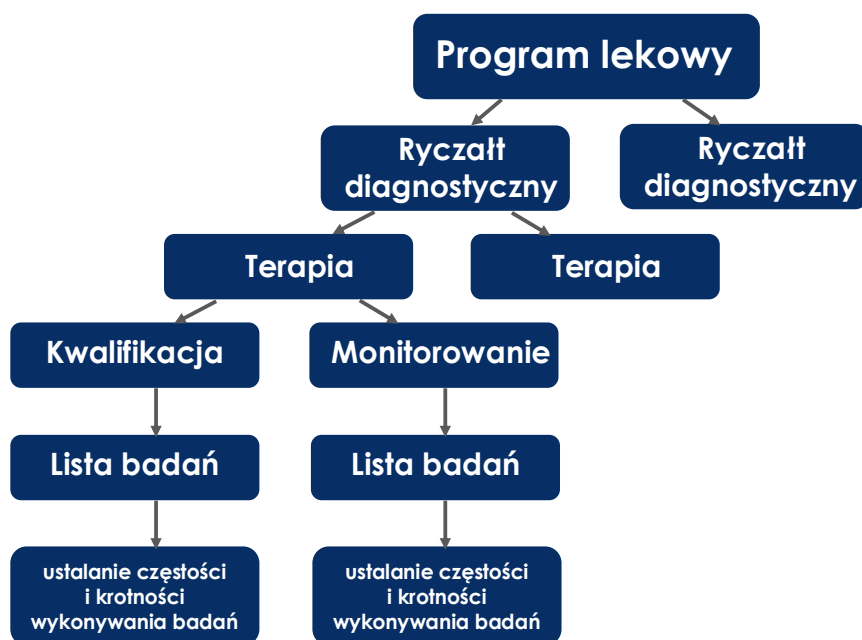 Program lekowy
Ryczałt
diagnostyczny
Ryczałt
diagnostyczny
Terapia
Terapia
Kwalifikacja
Monitorowanie
Lista badań
Lista badań
ustalanie częstości
i krotności
wykonywania badań
ustalanie częstości
i krotności
wykonywania badań